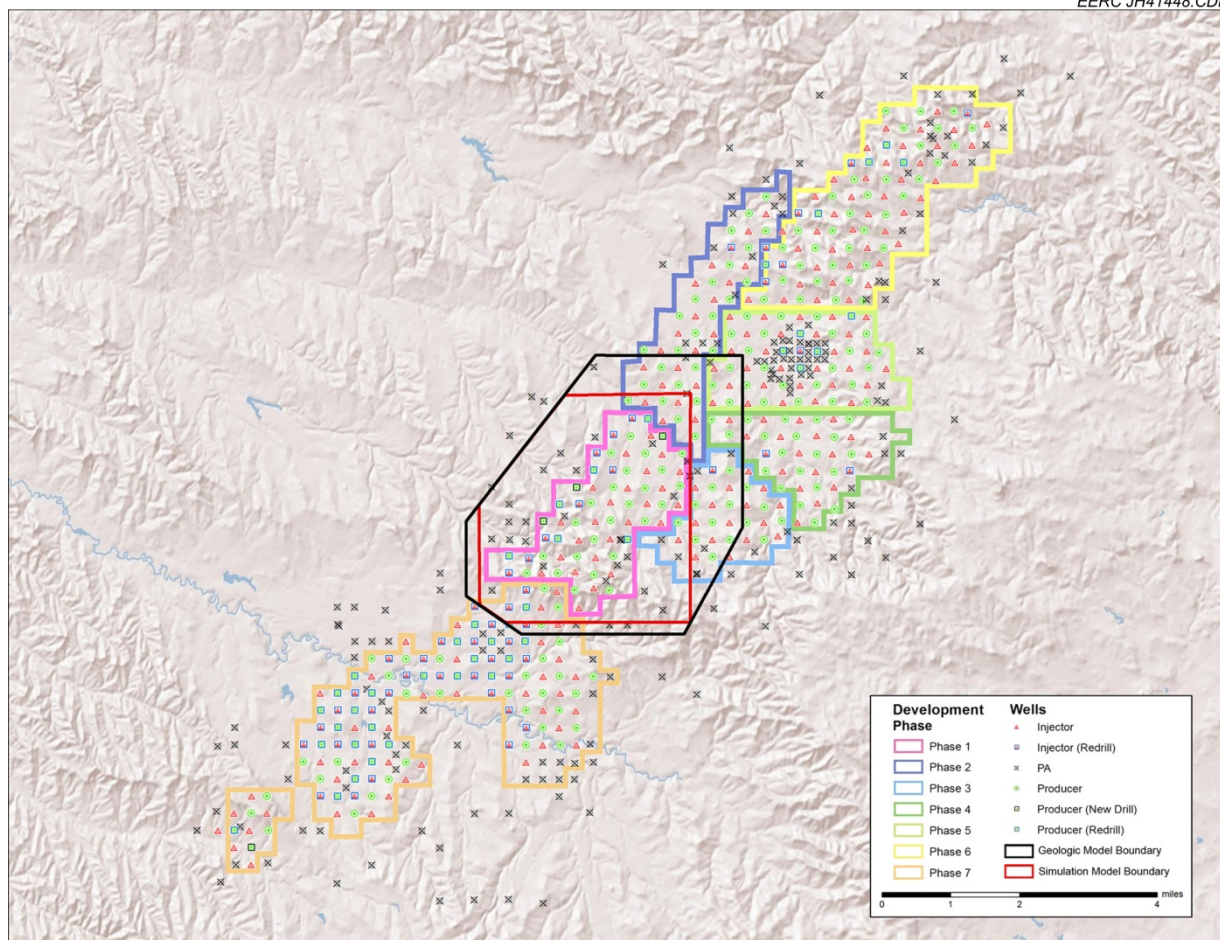 EERC JH41448.CDR
Development Phase
Wells
Phase 1
Injector
Phase 2
Injector (Redrill)
Phase 3
PA
Phase 4
Producer
Phase 5
Producer (New Drill)
Phase 6
Producer (Redrill)
Phase 7
Geologic Model Boundary
Simulation Model Boundary
miles
0 1 2 4